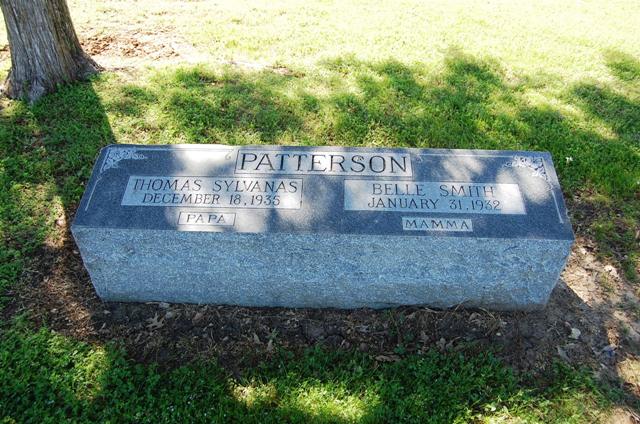 PATTERSON
THOMAS SYLVANAS
DECEMBER 18, 1935
PAPA
BELLE SMITH
JANUARY 31, 1932
MAMMA